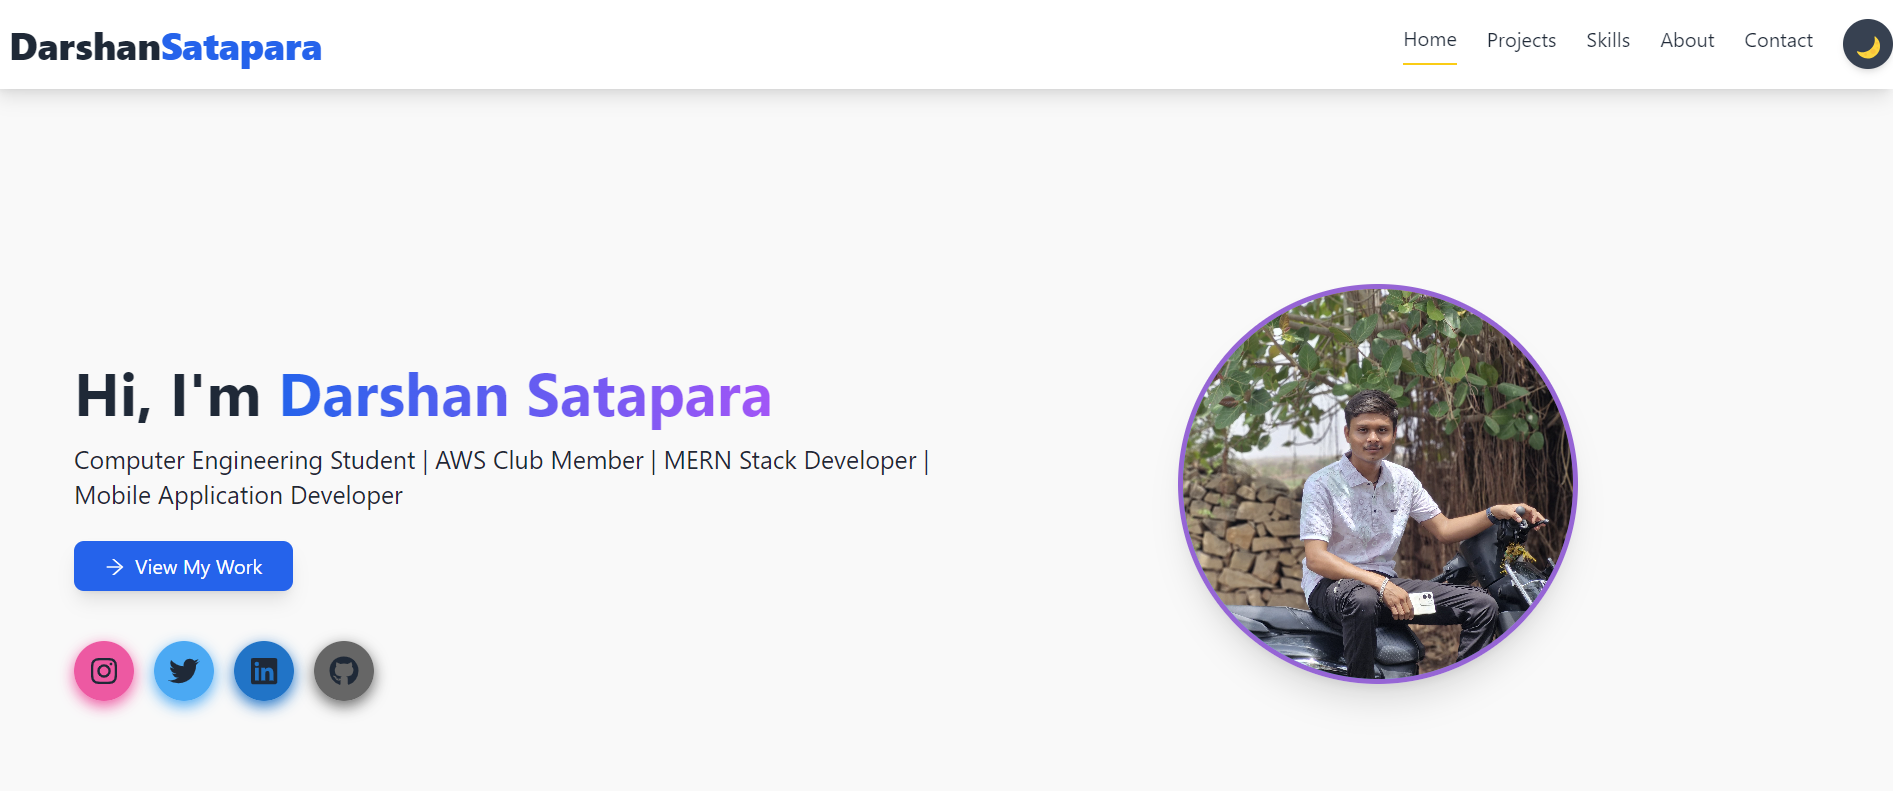 DarshanSatapara
Home Projects Skills About Contact
Hi, I'm Darshan Satapara
Computer Engineering Student | AWS Club Member | MERN Stack Developer |
Mobile Application Developer
View My Work